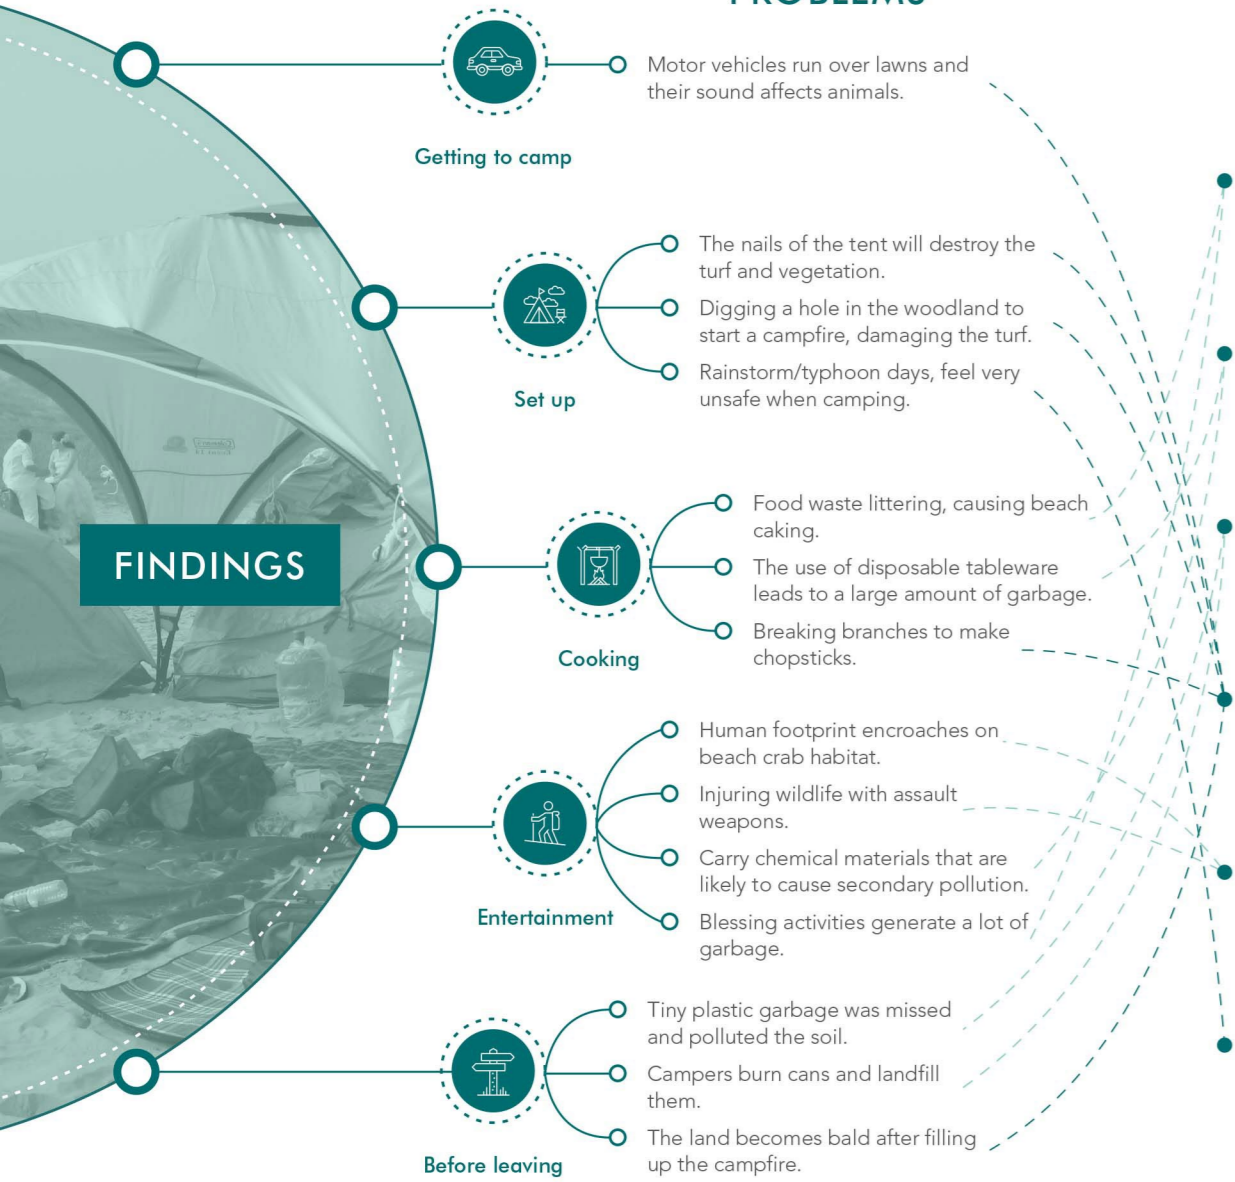 PROBLEMS
Motor vehicles run over lawns and
their sound affects animals.
Getting to camp
The nails of the tent will destroy the
turf and vegetation.
Digging a hole in the woodland to
start a campfire, damaging the turf.
Rainstorm/typhoon days, feel very
unsafe when camping.
Set up
FINDINGS
Food waste littering, causing beach
caking.
The use of disposable tableware
leads to a large amount of garbage.
Breaking branches to make
chopsticks.
Cooking
Human footprint encroaches on
beach crab habitat.
Injuring wildlife with assault
weapons.
Carry chemical materials that are
likely to cause secondary pollution.
Blessing activities generate a lot of
garbage.
Entertainment
Tiny plastic garbage was missed
and polluted the soil.
Campers burn cans and landfill
them.
The land becomes bald after filling
up the campfire.
Before leaving